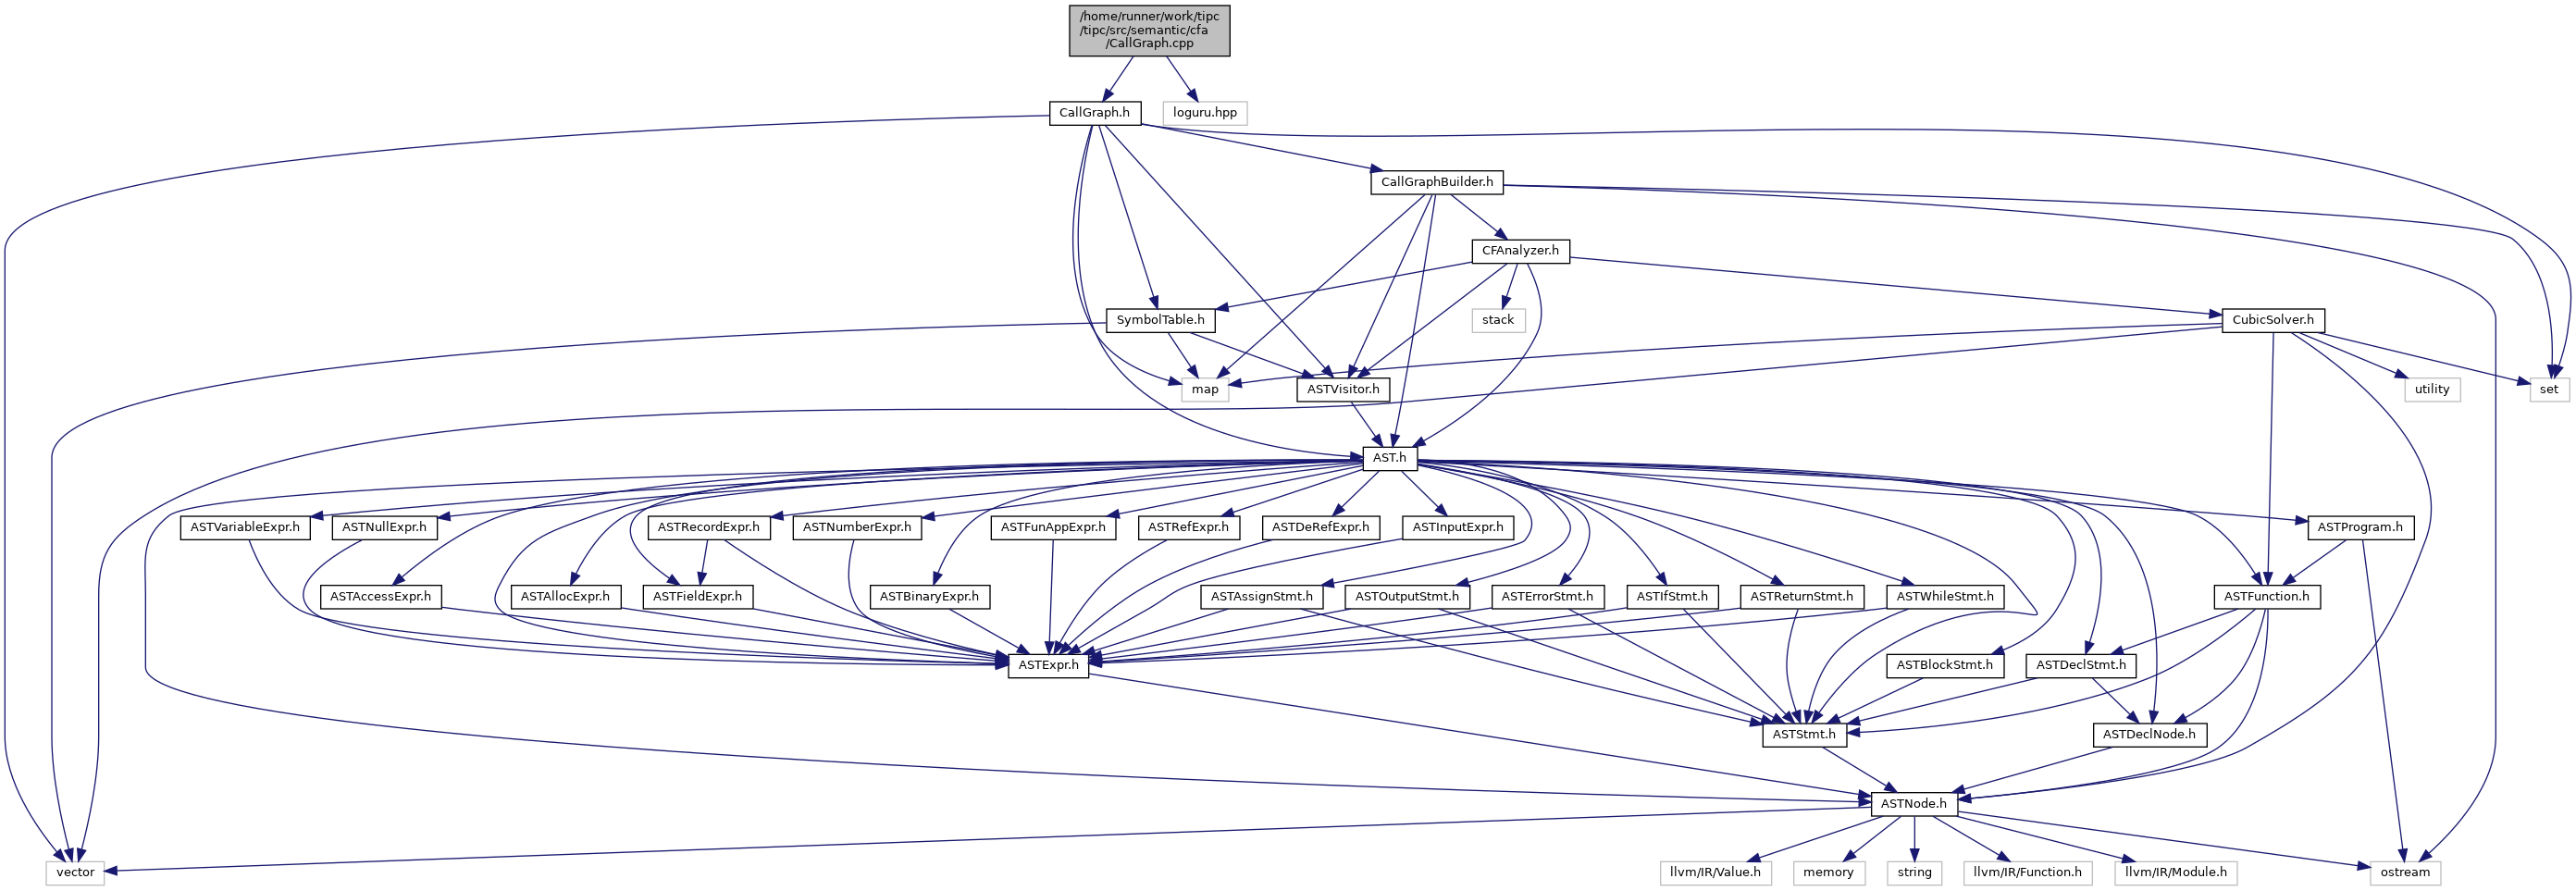 /home/runner/work/tipc
/tipc/src/semantic/cfa
/CallGraph.cpp
CallGraph.h
loguru.hpp
CallGraphBuilder.h
CFAnalyzer.h
SymbolTable.h
stack
CubicSolver.h
map
ASTVisitor.h
utility
set
AST.h
ASTVariableExpr.h
ASTNullExpr.h
ASTRecordExpr.h
ASTNumberExpr.h
ASTFunAppExpr.h
ASTRefExpr.h
ASTDeRefExpr.h
ASTInputExpr.h
ASTProgram.h
ASTAccessExpr.h
ASTAllocExpr.h
ASTFieldExpr.h
ASTBinaryExpr.h
ASTAssignStmt.h
ASTOutputStmt.h
ASTErrorStmt.h
ASTIfStmt.h
ASTReturnStmt.h
ASTWhileStmt.h
ASTFunction.h
ASTExpr.h
ASTBlockStmt.h
ASTDeclStmt.h
ASTStmt.h
ASTDeclNode.h
ASTNode.h
vector
llvm/IR/Value.h
memory
string
llvm/IR/Function.h
llvm/IR/Module.h
ostream